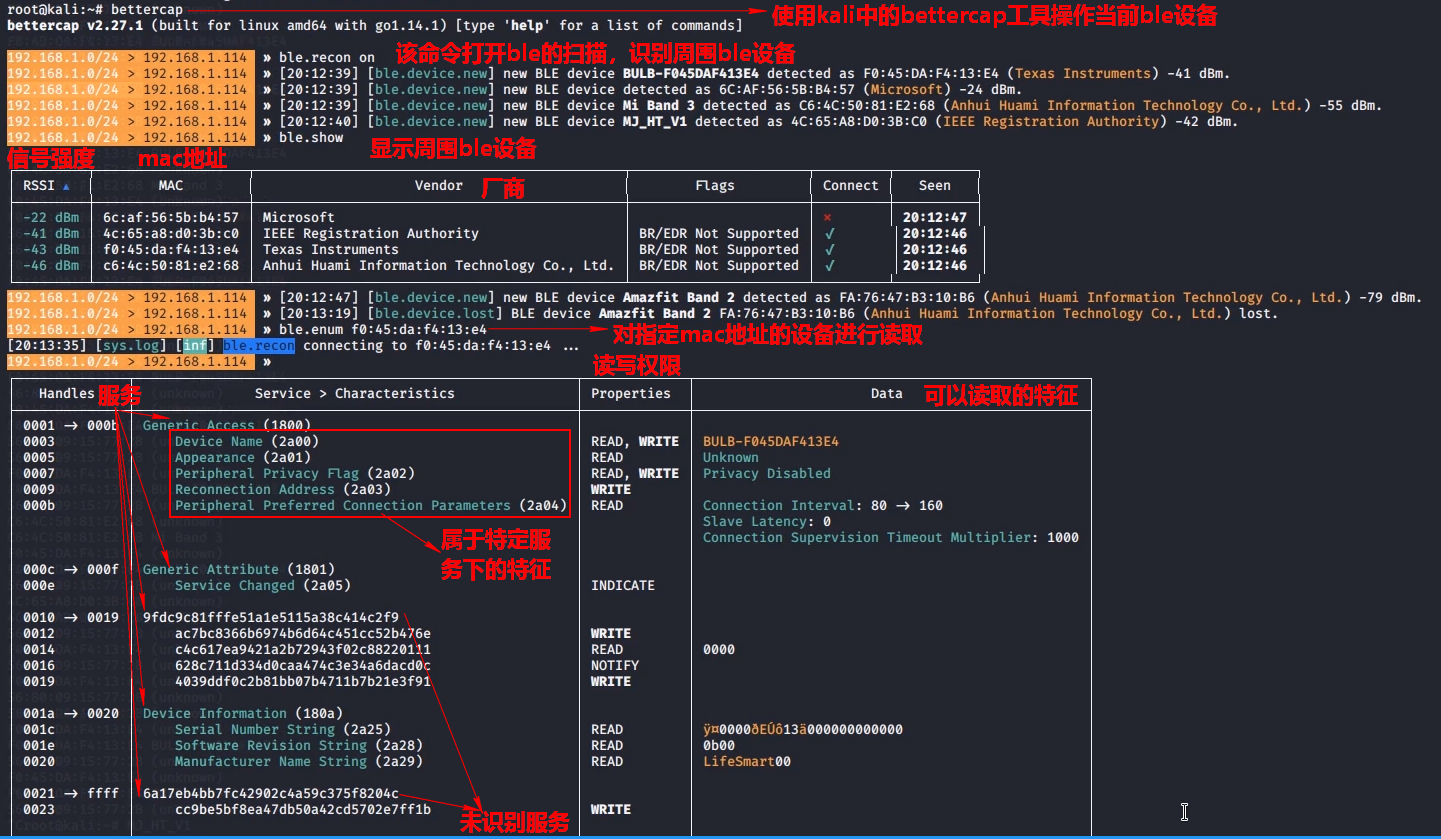 root@kali:~# bettercap 使用kali中的bettercap工具操作当前ble设备
bettercap v2.27.1 (built for linux amd64 with go1.14.1) [type 'help' for a list of commands]
192.168.1.0/24 > 192.168.1.114 » ble.recon on 该命令打开ble的扫描，识别周围ble设备
192.168.1.0/24 > 192.168.1.114 » [20:12:39] [ble.device.new] new BLE device BULB-F045DAF413E4 detected as F0:45:DA:F4:13:E4 (Texas Instruments) -41 dBm.
192.168.1.0/24 > 192.168.1.114 » [20:12:39] [ble.device.new] new BLE device detected as 6C:AF:56:5B:B4:57 (Microsoft) -24 dBm.
192.168.1.0/24 > 192.168.1.114 » [20:12:39] [ble.device.new] new BLE device Mi Band 3 detected as C6:4C:50:81:E2:68 (Anhui Huami Information Technology Co., Ltd.) -55 dBm.
192.168.1.0/24 > 192.168.1.114 » [20:12:40] [ble.device.new] new BLE device MJ_HT_V1 detected as 4C:65:A8:D0:3B:C0 (IEEE Registration Authority) -42 dBm.
192.168.1.0/24 > 192.168.1.114 » ble.show
信号强度 mac地址 显示周围ble设备
RSSI ▲ MAC Vendor 厂商 Flags Connect Seen
-22 dBm 6c:af:56:5b:b4:57 Microsoft × 20:12:47
-41 dBm 4c:65:a8:d0:3b:c0 IEEE Registration Authority BR/EDR Not Supported ✓ 20:12:46
-43 dBm f0:45:da:f4:13:e4 Texas Instruments BR/EDR Not Supported ✓ 20:12:46
-46 dBm c6:4c:50:81:e2:68 Anhui Huami Information Technology Co., Ltd. BR/EDR Not Supported ✓ 20:12:46
192.168.1.0/24 > 192.168.1.114 » [20:12:47] [ble.device.new] new BLE device Amazfit Band 2 detected as FA:76:47:B3:10:B6 (Anhui Huami Information Technology Co., Ltd.) -79 dBm.
192.168.1.0/24 > 192.168.1.114 » [20:13:19] [ble.device.lost] BLE device Amazfit Band 2 FA:76:47:B3:10:B6 (Anhui Huami Information Technology Co., Ltd.) lost.
192.168.1.0/24 > 192.168.1.114 » ble.enum f0:45:da:f4:13:e4 对指定mac地址的设备进行读取
[20:13:35] [sys.log] [inf] ble.recon connecting to f0:45:da:f4:13:e4 ...
192.168.1.0/24 > 192.168.1.114 »
读写权限
Handles 服务 Service > Characteristics Properties Data 可以读取的特征
0001 -> 000b Generic Access (1800)
0003 Device Name (2a00) READ, WRITE BULB-F045DAF413E4
0005 Appearance (2a01) READ Unknown
0007 Peripheral Privacy Flag (2a02) READ, WRITE Privacy Disabled
0009 Reconnection Address (2a03) WRITE
000b Peripheral Preferred Connection Parameters (2a04) READ Connection Interval: 80 -> 160
Slave Latency: 0
Connection Supervision Timeout Multiplier: 1000
属于特定服
务下的特征
000c -> 000f Generic Attribute (1801)
000e Service Changed (2a05) INDICATE
0010 -> 0019 9fdc9c81fffe51a1e5115a38c414c2f9
0012 ac7bc8366b6974b6d64c451cc52b476e WRITE
0014 c4c617ea9421a2b72943f02c88220111 READ 0000
0016 628c711d334d0caa474c3e34a6dacd0c NOTIFY
0019 4039ddf0c2b81bb07b4711b7b21e3f91 WRITE
001a -> 0020 Device Information (180a)
001c Serial Number String (2a25) READ ÿ¤0000ðEÚô13ä000000000000
001e Software Revision String (2a28) READ 0b00
0020 Manufacturer Name String (2a29) READ LifeSmart00
0021 -> ffff 6a17eb4bb7fc42902c4a59c375f8204c
0023 cc9be5bf8ea47db50a42cd5702e7ff1b WRITE
未识别服务